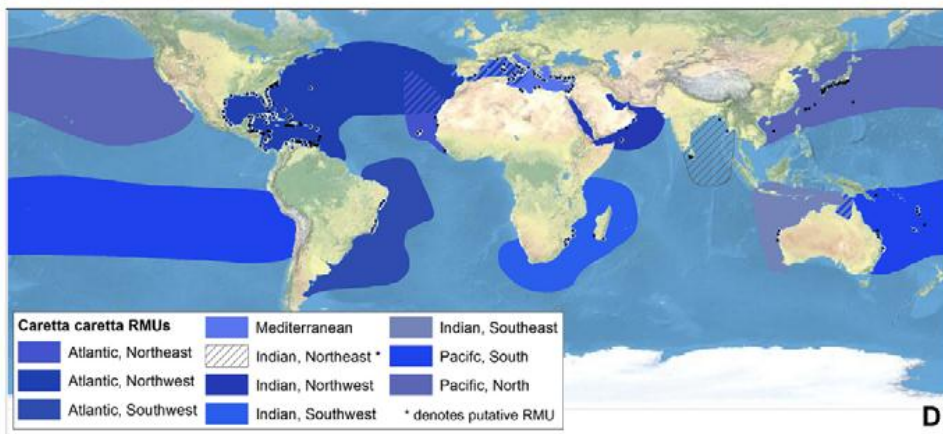 Caretta caretta RMUs
Atlantic, Northeast
Atlantic, Northwest
Atlantic, Southwest
Mediterranean
Indian, Northeast *
Indian, Northwest
Indian, Southwest
Indian, Southeast
Pacifc, South
Pacific, North
* denotes putative RMU
D